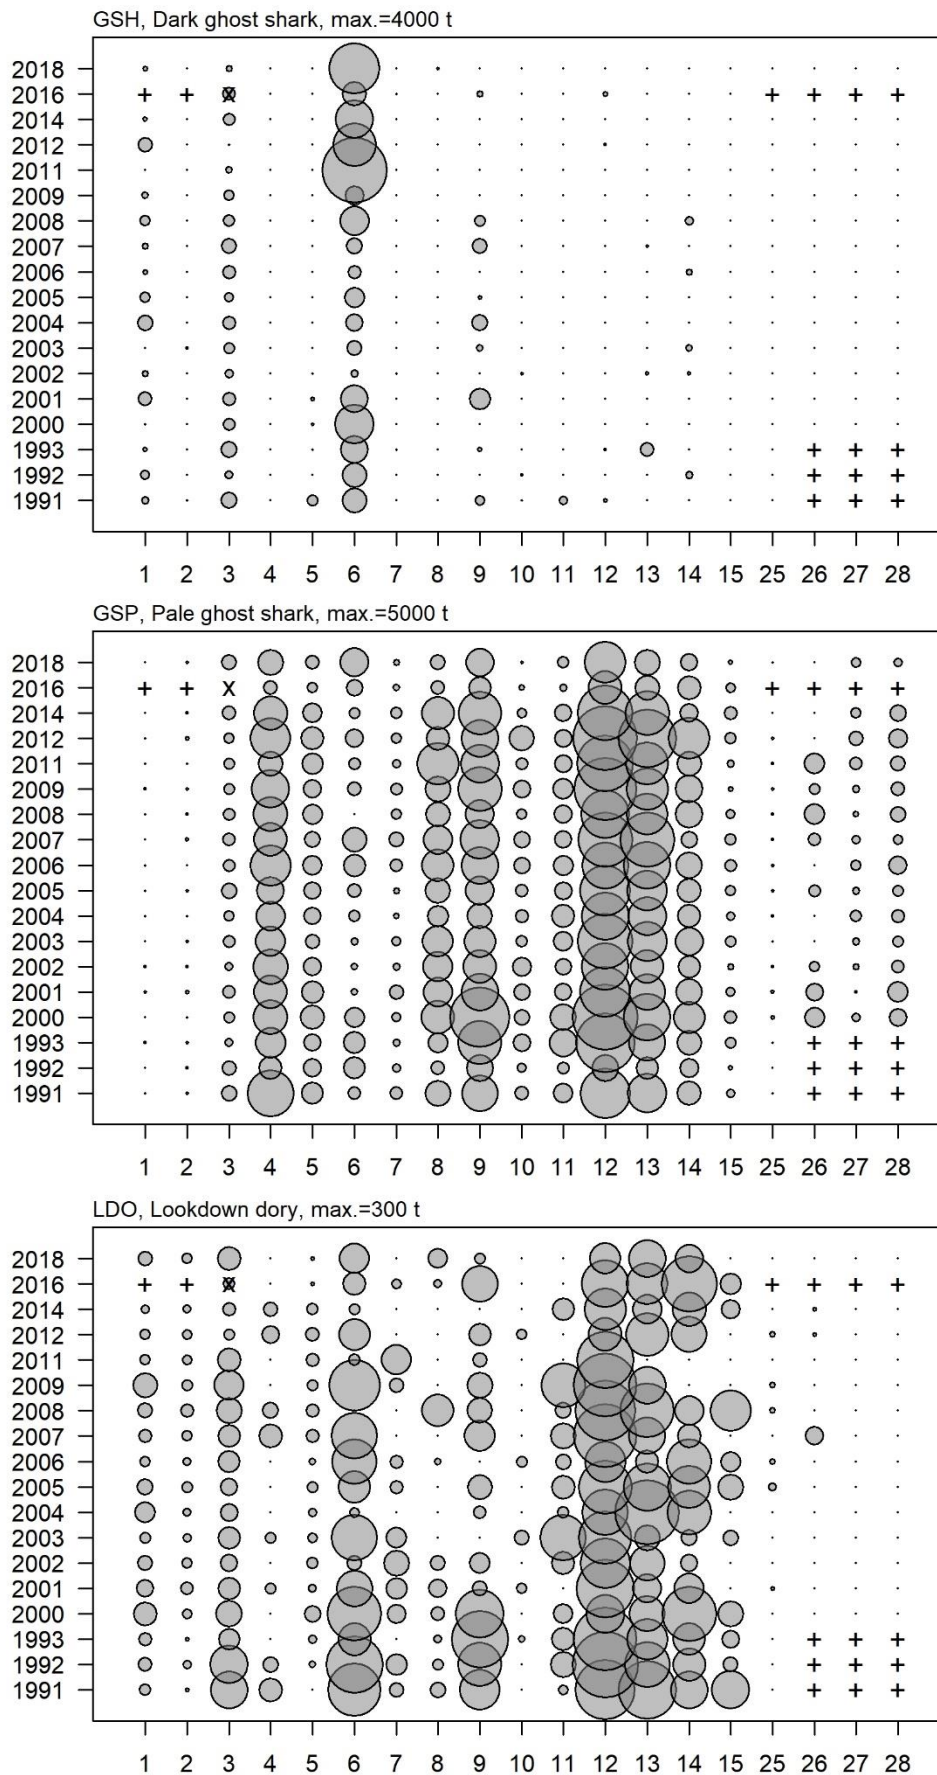 GSH, Dark ghost shark, max.=4000 t
2018
2016 + + X + + + +
2014
2012
2011
2009
2008
2007
2006
2005
2004
2003
2002
2001
2000
1993 + + +
1992 + + +
1991 + + +
1 2 3 4 5 6 7 8 9 10 11 12 13 14 15 25 26 27 28
GSP, Pale ghost shark, max.=5000 t
2018
2016 + + X + + + +
2014
2012
2011
2009
2008
2007
2006
2005
2004
2003
2002
2001
2000
1993 + + +
1992 + + +
1991 + + +
1 2 3 4 5 6 7 8 9 10 11 12 13 14 15 25 26 27 28
LDO, Lookdown dory, max.=300 t
2018
2016 + + X + + + +
2014
2012
2011
2009
2008
2007
2006
2005
2004
2003
2002
2001
2000
1993 + + +
1992 + + +
1991 + + +
1 2 3 4 5 6 7 8 9 10 11 12 13 14 15 25 26 27 28